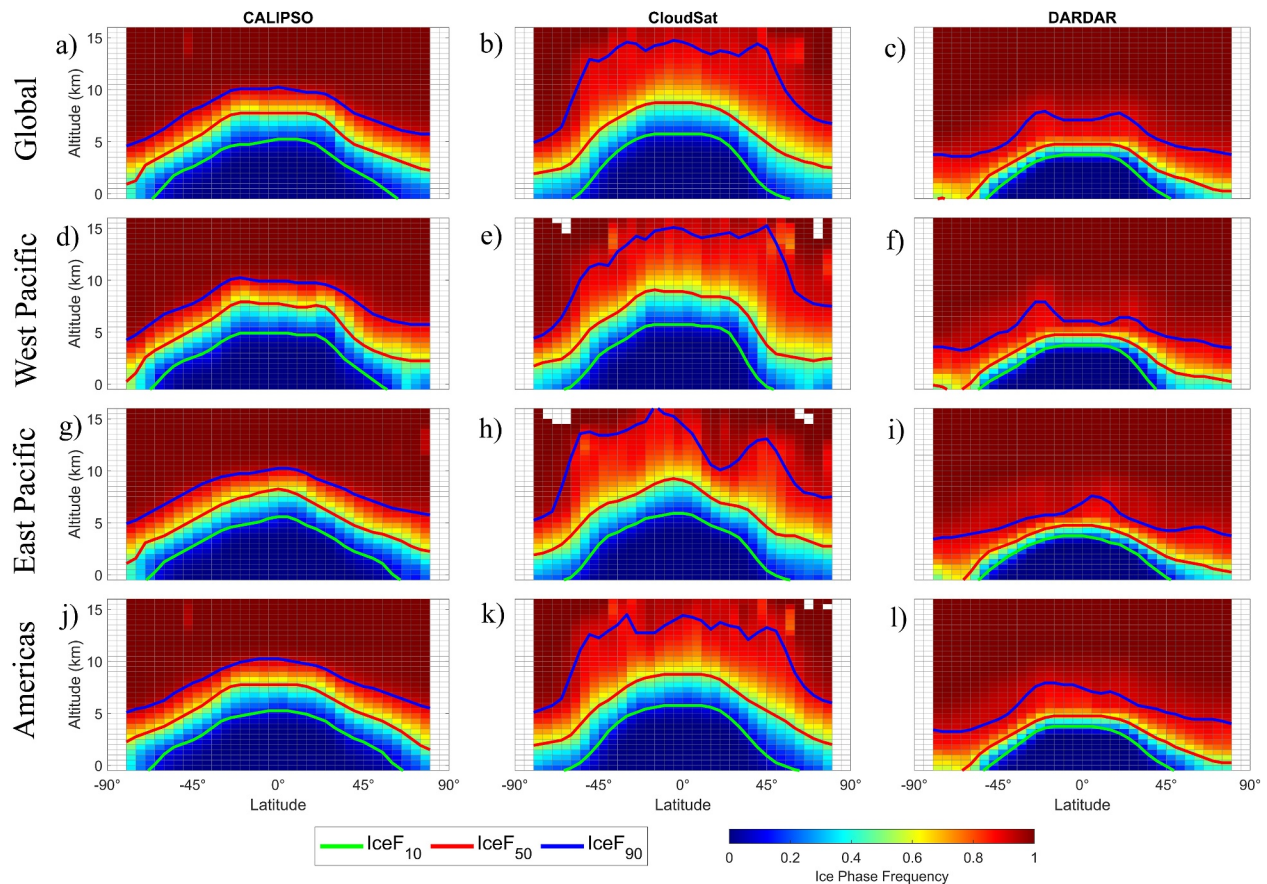 CALIPSO CloudSat DARDAR
Global
a) b) c)
Altitude (km)
15
10
5
0
West Pacific
d) e) f)
Altitude (km)
15
10
5
0
East Pacific
g) h) i)
Altitude (km)
15
10
5
0
Americas
j) k) l)
Altitude (km)
15
10
5
0
-90° -45° 0° 45° 90° -90° -45° 0° 45° 90° -90° -45° 0° 45° 90°
Latitude Latitude Latitude
IceF10 IceF50 IceF90
0 0.2 0.4 0.6 0.8 1
Ice Phase Frequency